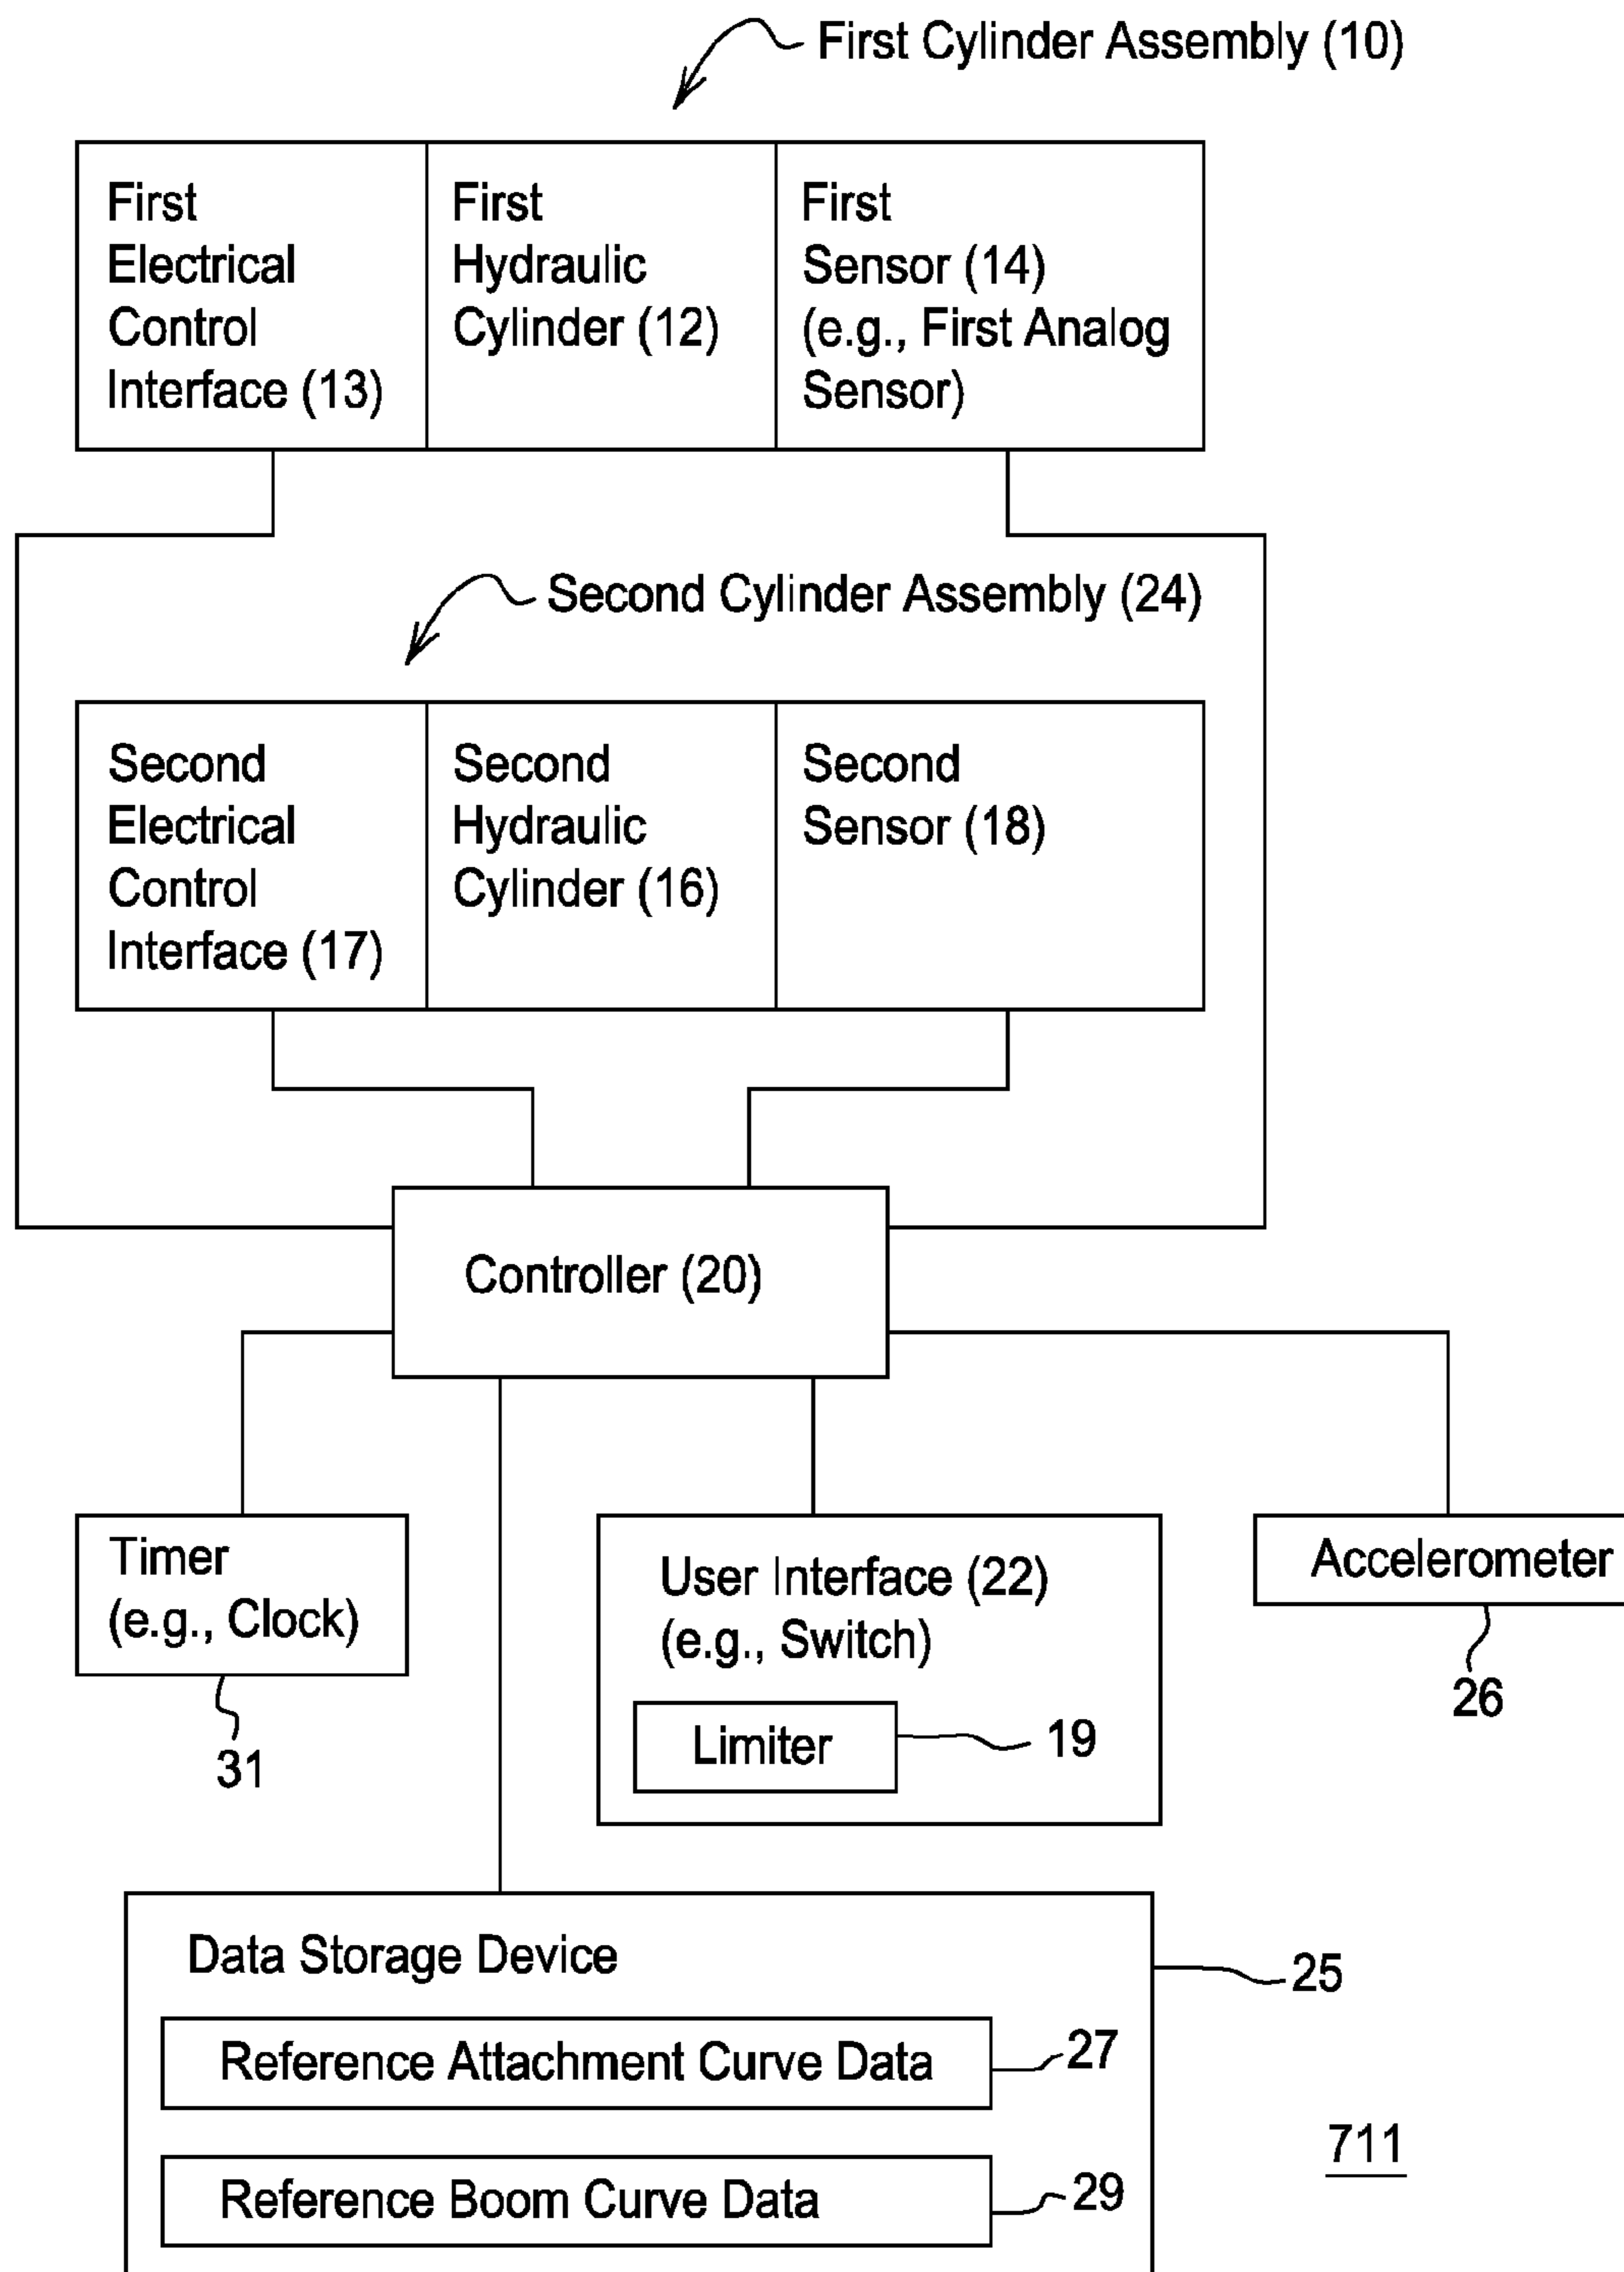 First Cylinder Assembly (10)
First
Electrical
Control
Interface (13)
First
Hydraulic
Cylinder (12)
First
Sensor (14)
(e.g., First Analog
Sensor)
Second Cylinder Assembly (24)
Second
Electrical
Control
Interface (17)
Second
Hydraulic
Cylinder (16)
Second
Sensor (18)
Controller (20)
Timer
(e.g., Clock)
31
User Interface (22)
(e.g., Switch)
Limiter
19
Accelerometer
26
Data Storage Device
25
Reference Attachment Curve Data
27
Reference Boom Curve Data
29
711